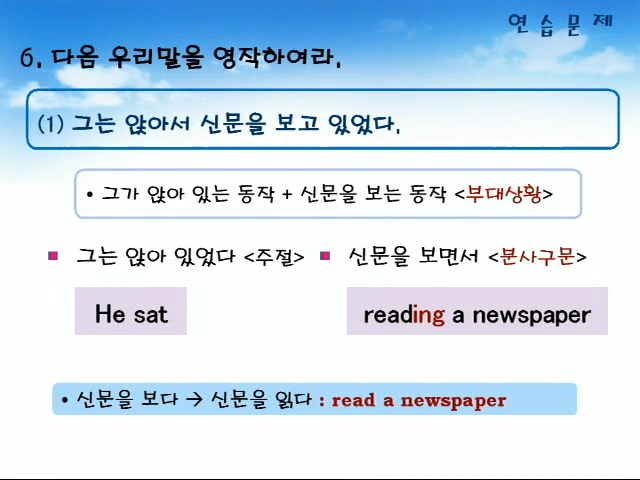 연 습 문 제
6. 다음 우리말을 영작하여라.
(1) 그는 앉아서 신문을 보고 있었다.
• 그가 앉아 있는 동작 + 신문을 보는 동작 <부대상황>
그는 앉아 있었다 <주절>
신문을 보면서 <분사구문>
He sat
reading a newspaper
• 신문을 보다 → 신문을 읽다 : read a newspaper